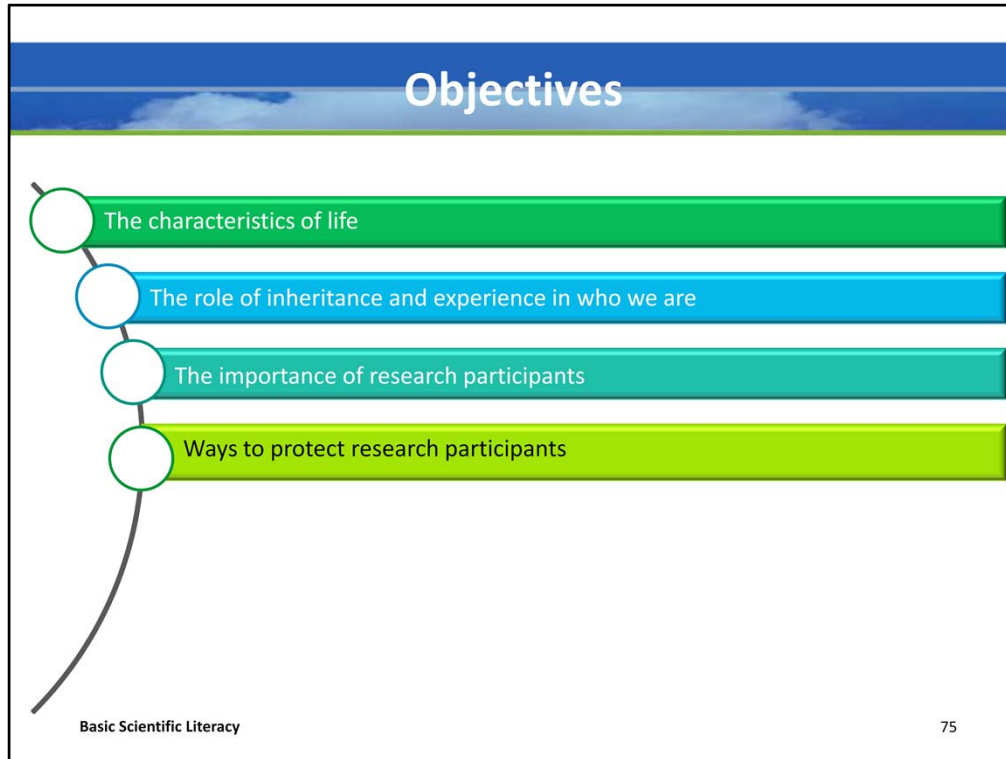 Objectives
The characteristics of life
The role of inheritance and experience in who we are
The importance of research participants
Ways to protect research participants
Basic Scientific Literacy
75